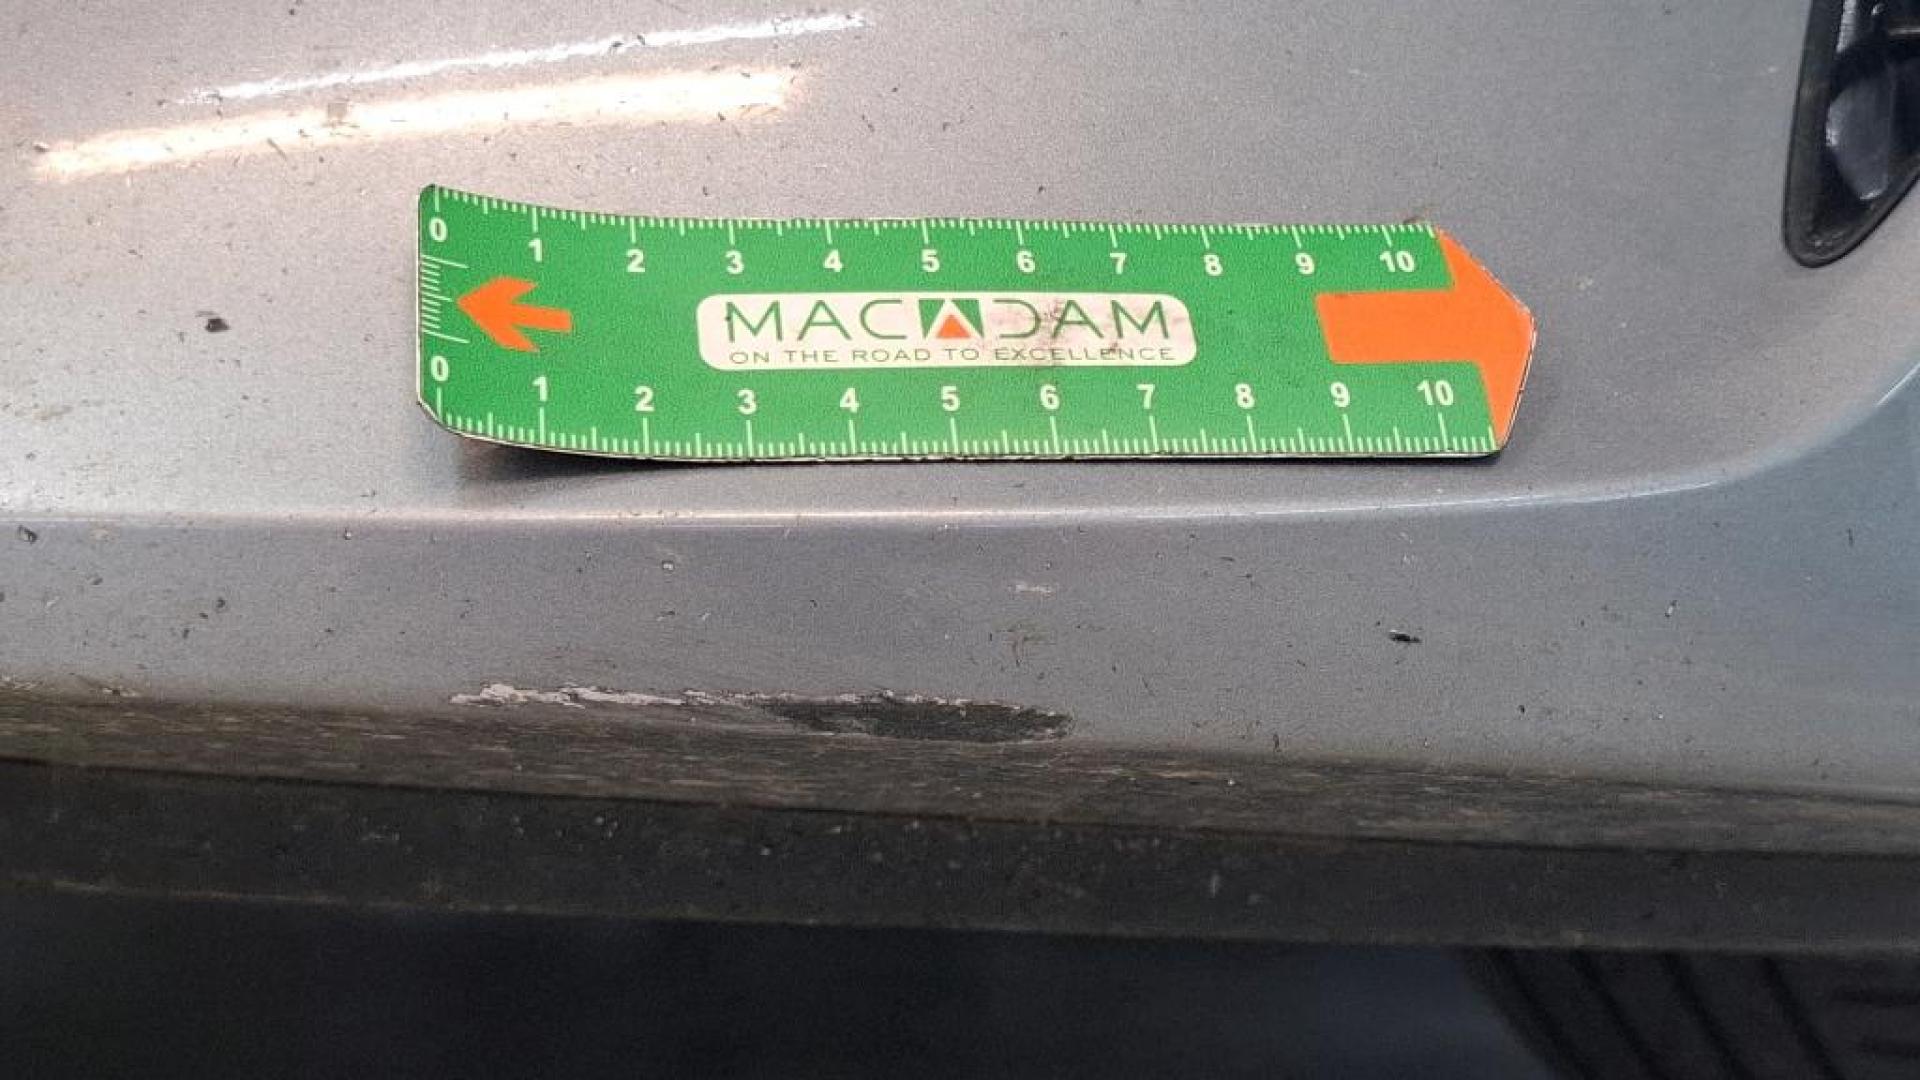 0 1 2 3 4 5 6 7 8 9 10
MACADAM
ON THE ROAD TO EXCELLENCE
0 1 2 3 4 5 6 7 8 9 10